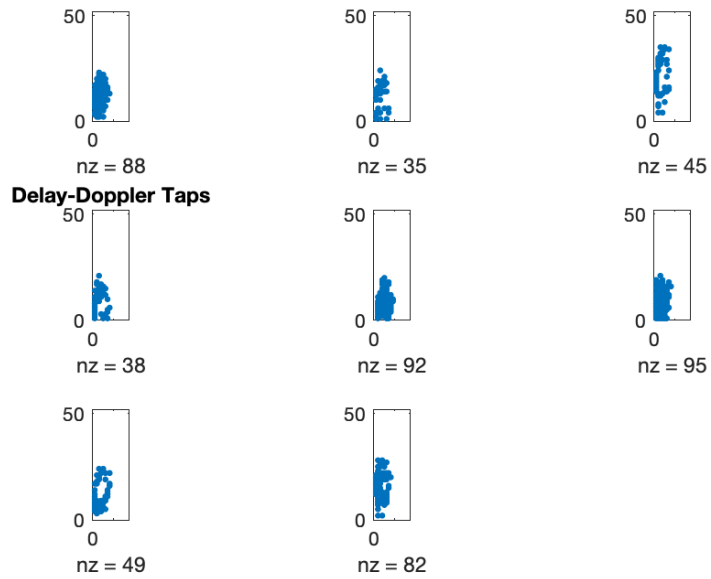 50 50 50
0 0 0
0 0 0
nz = 88 nz = 35 nz = 45
Delay-Doppler Taps
50 50 50
0 0 0
0 0 0
nz = 38 nz = 92 nz = 95
50 50
0 0
0 0
nz = 49 nz = 82